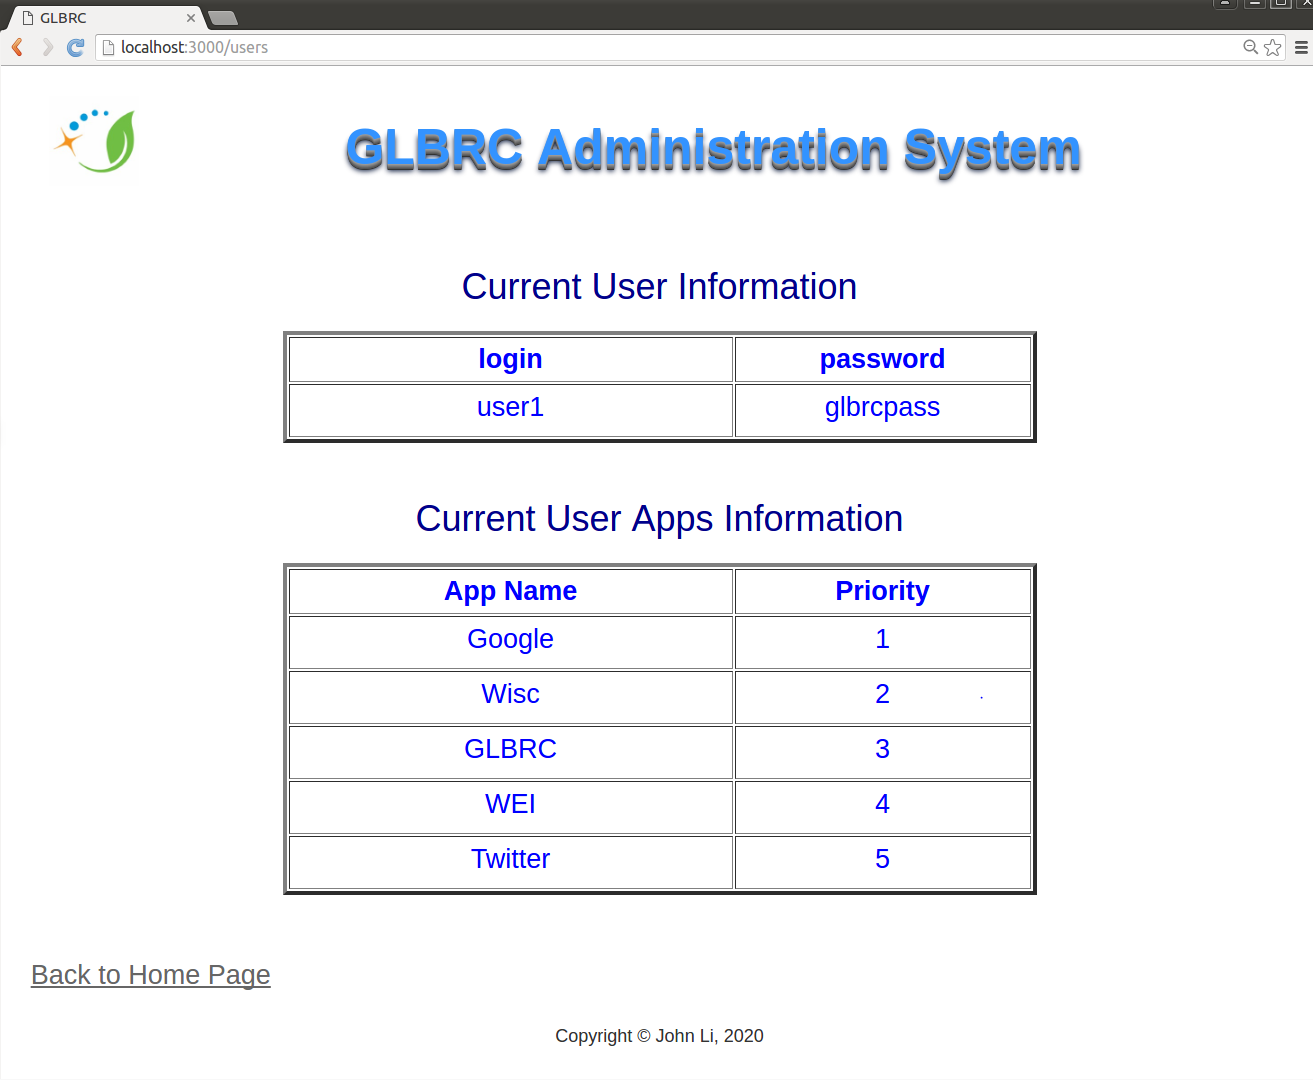 GLBRC
localhost:3000/users
GLBRC Administration System
Current User Information
login password
user1 glbrcpass
Current User Apps Information
App Name Priority
Google 1
Wisc 2
GLBRC 3
WEI 4
Twitter 5
Back to Home Page
Copyright © John Li, 2020